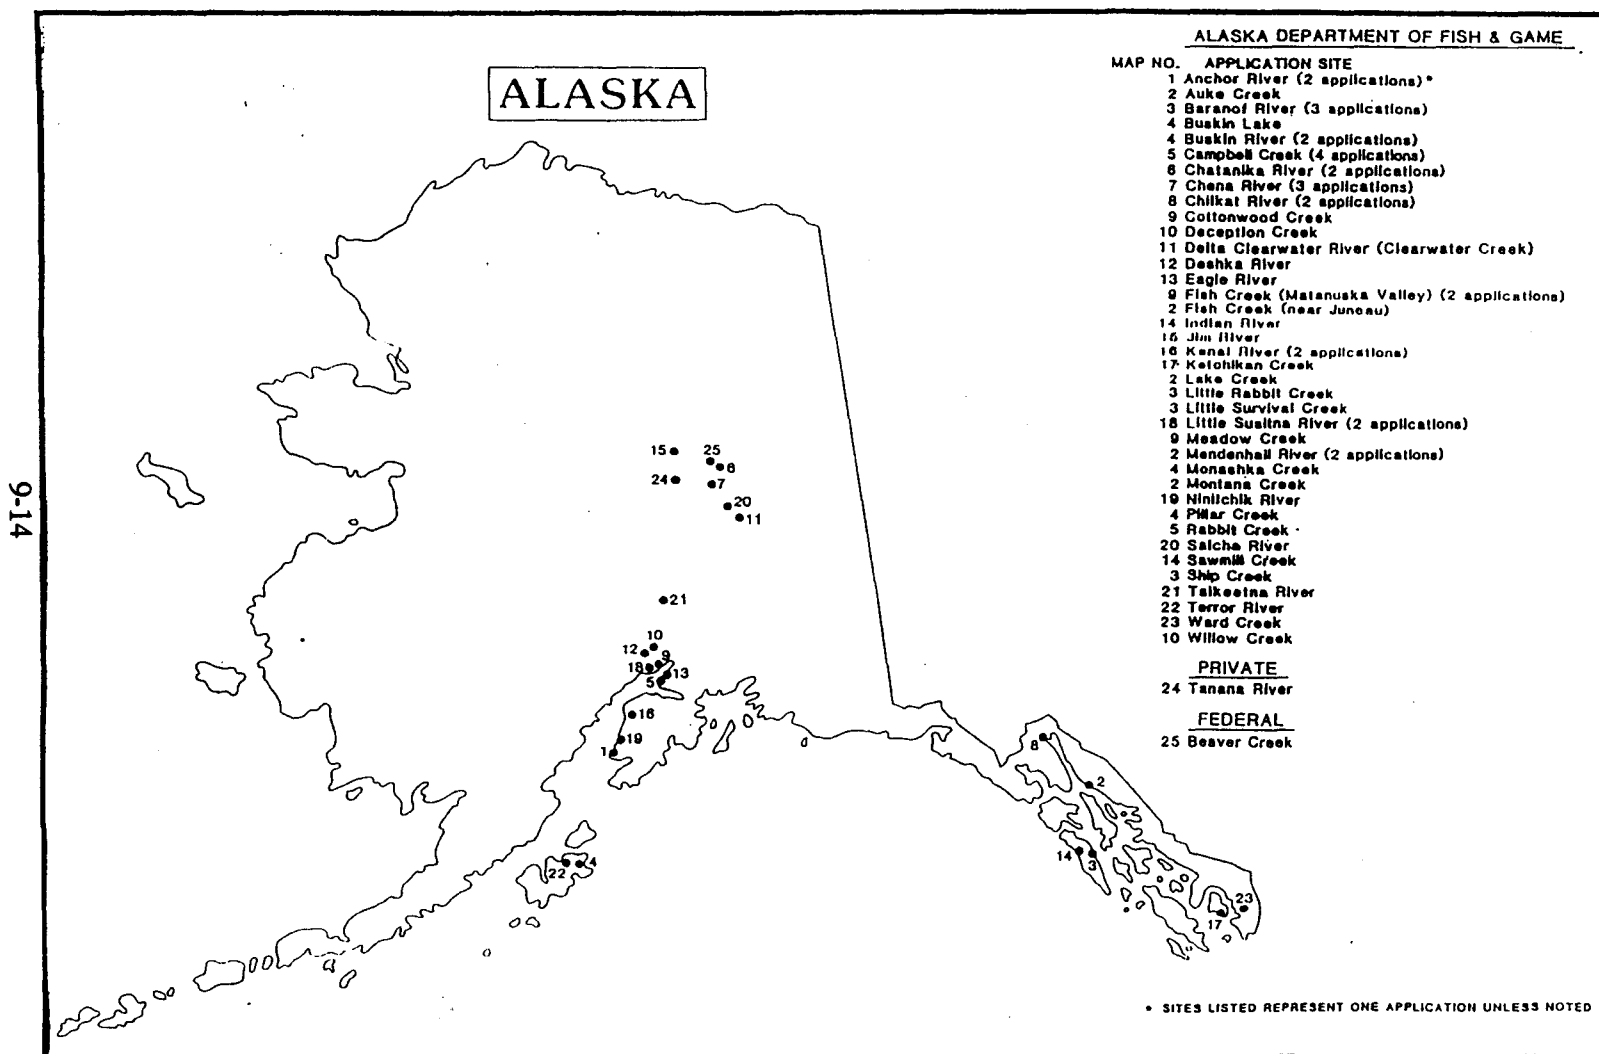 ALASKA
ALASKA DEPARTMENT OF FISH & GAME
MAP NO. APPLICATION SITE
1 Anchor River (2 applications)*
2 Auke Creek
3 Baranof River (3 applications)
4 Buskin Lake
4 Buskin River (2 applications)
5 Campbell Creek (4 applications)
6 Chatanika River (2 applications)
7 Chena River (3 applications)
8 Chilkat River (2 applications)
9 Cottonwood Creek
10 Deception Creek
11 Delta Clearwater River (Clearwater Creek)
12 Deshka River
13 Eagle River
9 Fish Creek (Matanuska Valley) (2 applications)
2 Fish Creek (near Juneau)
14 Indian River
15 Jim River
16 Kenai River (2 applications)
17 Ketchikan Creek
2 Lake Creek
3 Little Rabbit Creek
3 Little Survival Creek
18 Little Susitna River (2 applications)
9 Meadow Creek
2 Mendenhall River (2 applications)
4 Monashka Creek
2 Montana Creek
19 Ninilchik River
4 Pillar Creek
5 Rabbit Creek
20 Salcha River
14 Sawmill Creek
3 Ship Creek
21 Talkeetna River
22 Terror River
23 Ward Creek
10 Willow Creek
PRIVATE
24 Tanana River
FEDERAL
25 Beaver Creek
15
25
6
24
7
20
11
21
10
12
9
18
13
5
16
19
1
8
2
22
4
14
3
23
17
9-14
* SITES LISTED REPRESENT ONE APPLICATION UNLESS NOTED